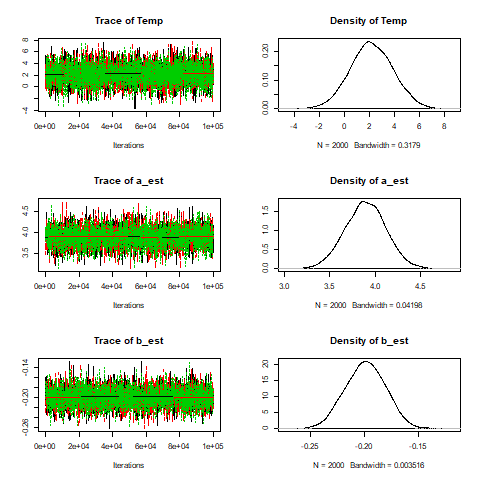 Trace of Temp
8
6
4
2
0
-4
0e+00 2e+04 4e+04 6e+04 8e+04 1e+05
Iterations
Density of Temp
0.20
0.10
0.00
-4 -2 0 2 4 6 8
N = 2000 Bandwidth = 0.3179
Trace of a_est
4.5
4.0
3.5
0e+00 2e+04 4e+04 6e+04 8e+04 1e+05
Iterations
Density of a_est
1.5
1.0
0.5
0.0
3.0 3.5 4.0 4.5
N = 2000 Bandwidth = 0.04198
Trace of b_est
-0.14
-0.20
-0.26
0e+00 2e+04 4e+04 6e+04 8e+04 1e+05
Iterations
Density of b_est
20
15
10
5
0
-0.25 -0.20 -0.15
N = 2000 Bandwidth = 0.003516